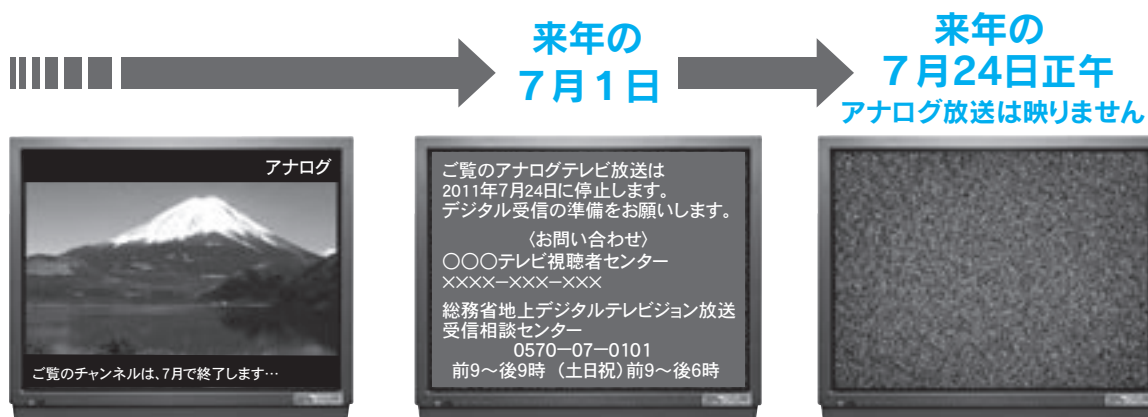 来年の
7月1日
来年の
7月24日正午
アナログ放送は映りません
アナログ
ご覧のチャンネルは、7月で終了します…
ご覧のアナログテレビ放送は
2011年7月24日に停止します。
デジタル受信の準備をお願いします。
〈お問い合わせ〉
○○○テレビ視聴者センター
××××−×××−×××
総務省地上デジタルテレビジョン放送
受信相談センター
0570−07−0101
前9〜後9時（土日祝）前9〜後6時